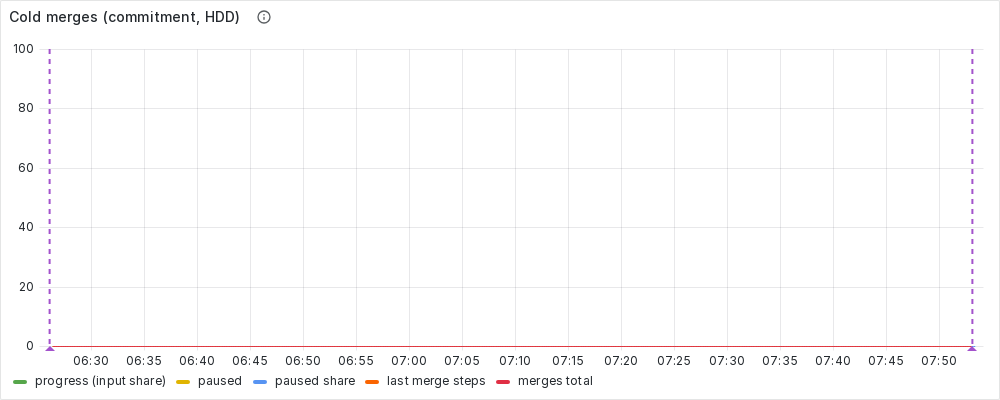 Cold merges (commitment, HDD)
100
80
60
40
20
0
06:30 06:35 06:40 06:45 06:50 06:55 07:00 07:05 07:10 07:15 07:20 07:25 07:30 07:35 07:40 07:45 07:50
progress (input share) paused paused share last merge steps merges total